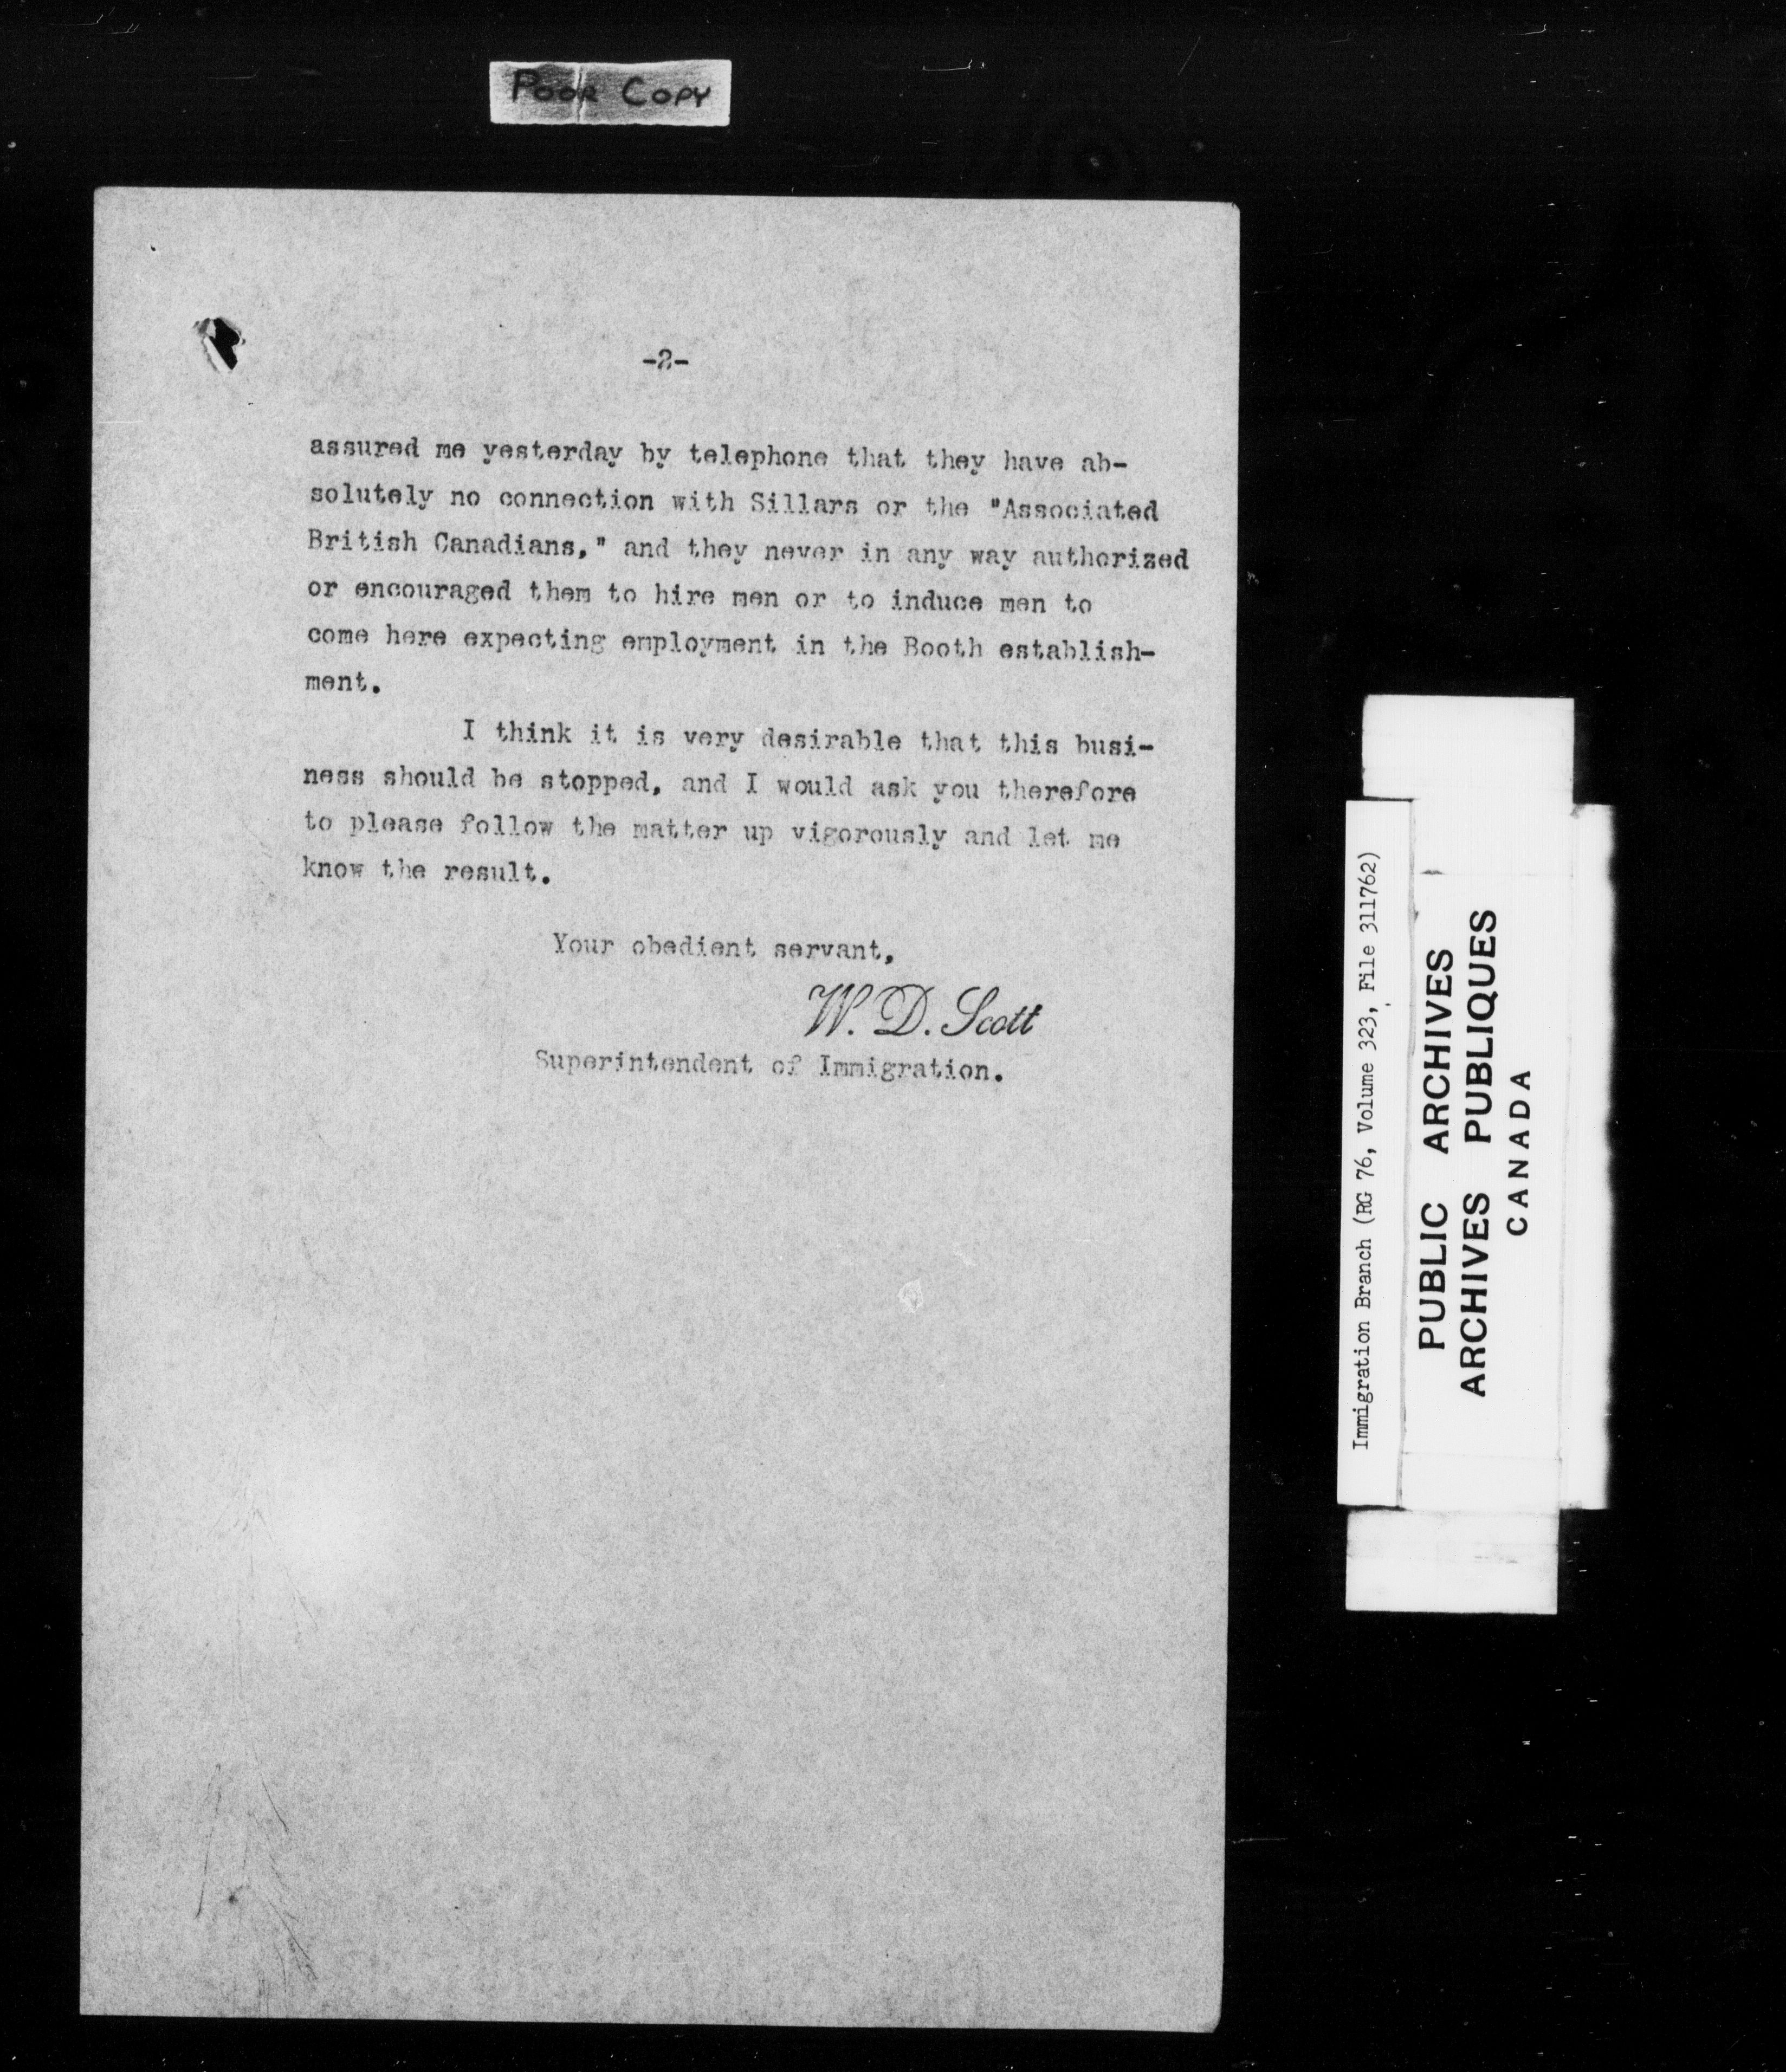 POOR COPY
-2-
assured me yesterday by telephone that they have ab-
solutely no connection with Sillars or the "Associated
British Canadians," and they never in any way authorized
or encouraged them to hire men or to induce men to
come here expecting employment in the Booth establish-
ment.
I think it is very desirable that this busi-
ness should be stopped, and I would ask you therefore
to please follow the matter up vigorously and let me
know the result.
Your obedient servant,
W. D. Scott
Superintendent of Immigration.
Immigration Branch (RG 76, Volume 323, File 311762)
PUBLIC ARCHIVES
ARCHIVES PUBLIQUES
CANADA